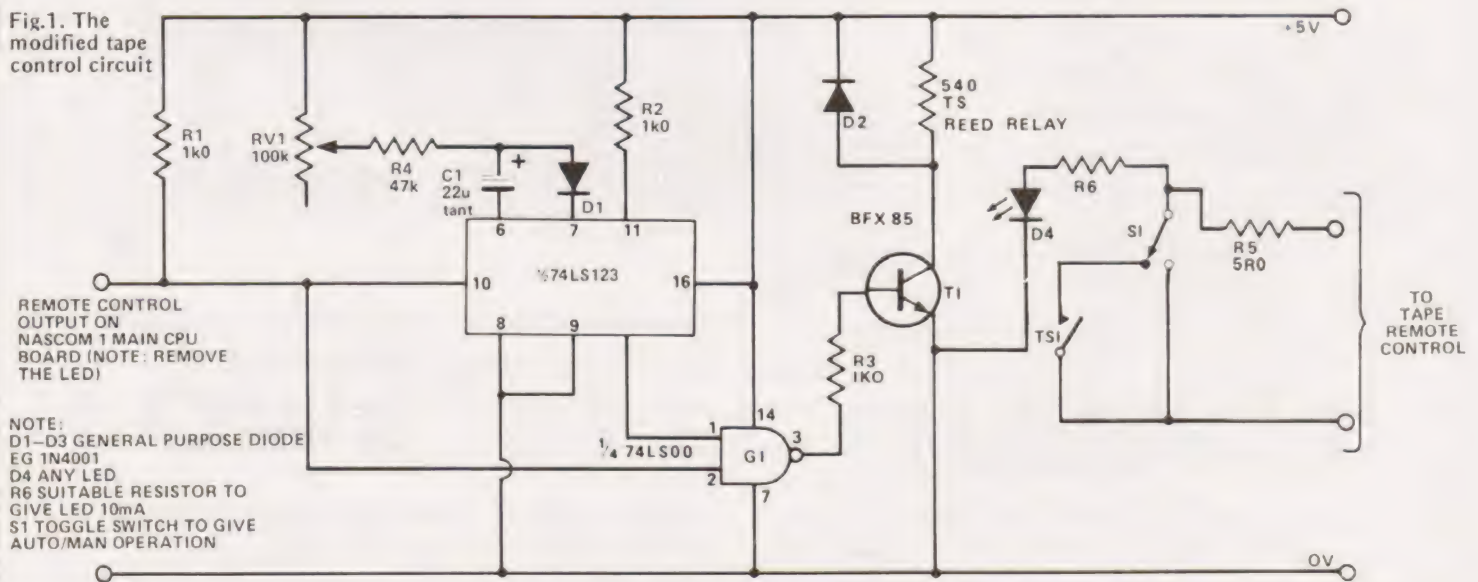 Fig.1. The
modified tape
control circuit
+5V
R1
1k0
RV1
100k
R4
47k
C1
22u
tant
+
D1
R2
1k0
D2
540
TS
REED RELAY
6
7
11
10
½74LS123
16
8
9
BFX 85
T1
D4
R6
S1
R5
5R0
TS1
TO
TAPE
REMOTE
CONTROL
REMOTE CONTROL
OUTPUT ON
NASCOM 1 MAIN CPU
BOARD (NOTE: REMOVE
THE LED)
R3
1K0
14
1
¼ 74LS00
G1
3
2
7
NOTE:
D1–D3 GENERAL PURPOSE DIODE
EG 1N4001
D4 ANY LED
R6 SUITABLE RESISTOR TO
GIVE LED 10mA
S1 TOGGLE SWITCH TO GIVE
AUTO/MAN OPERATION
0V